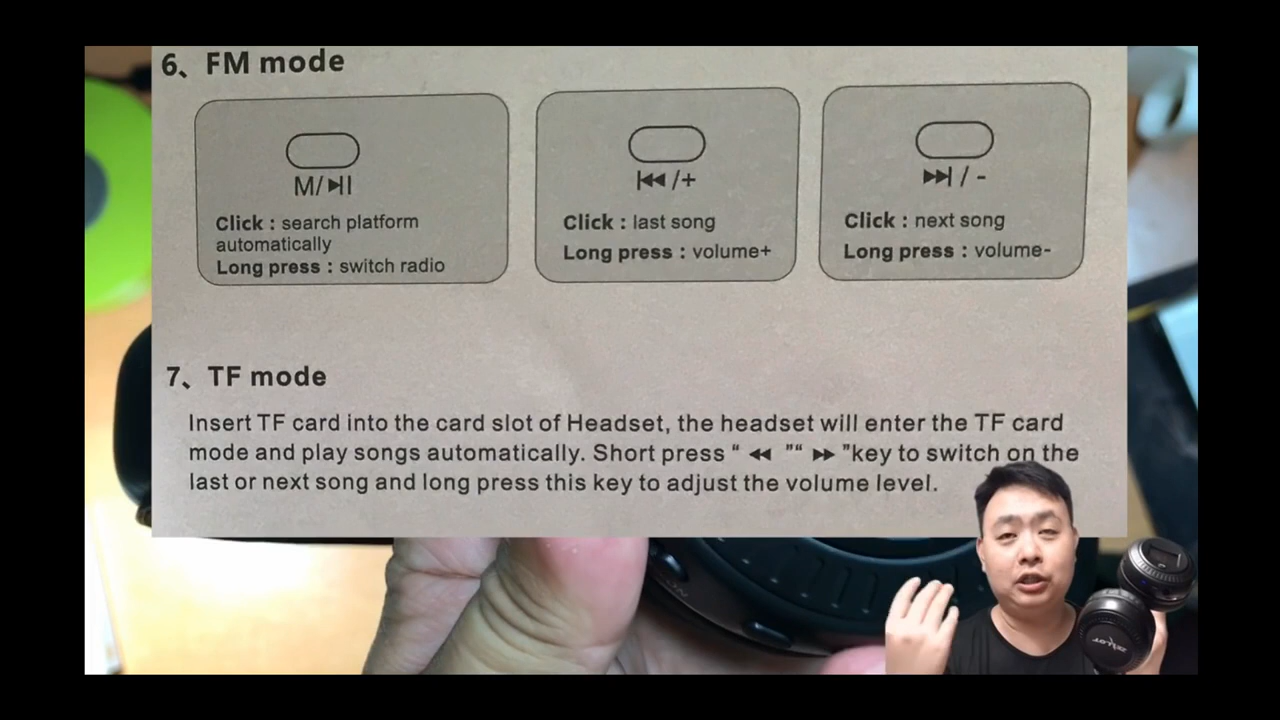 6、FM mode
M/⏯
⏮/+
⏭/-
Click : search platform
automatically
Long press : switch radio
Click : last song
Long press : volume+
Click : next song
Long press : volume-
7、TF mode
Insert TF card into the card slot of Headset, the headset will enter the TF card
mode and play songs automatically. Short press “ ⏪ ”“ ⏩ ”key to switch on the
last or next song and long press this key to adjust the volume level.